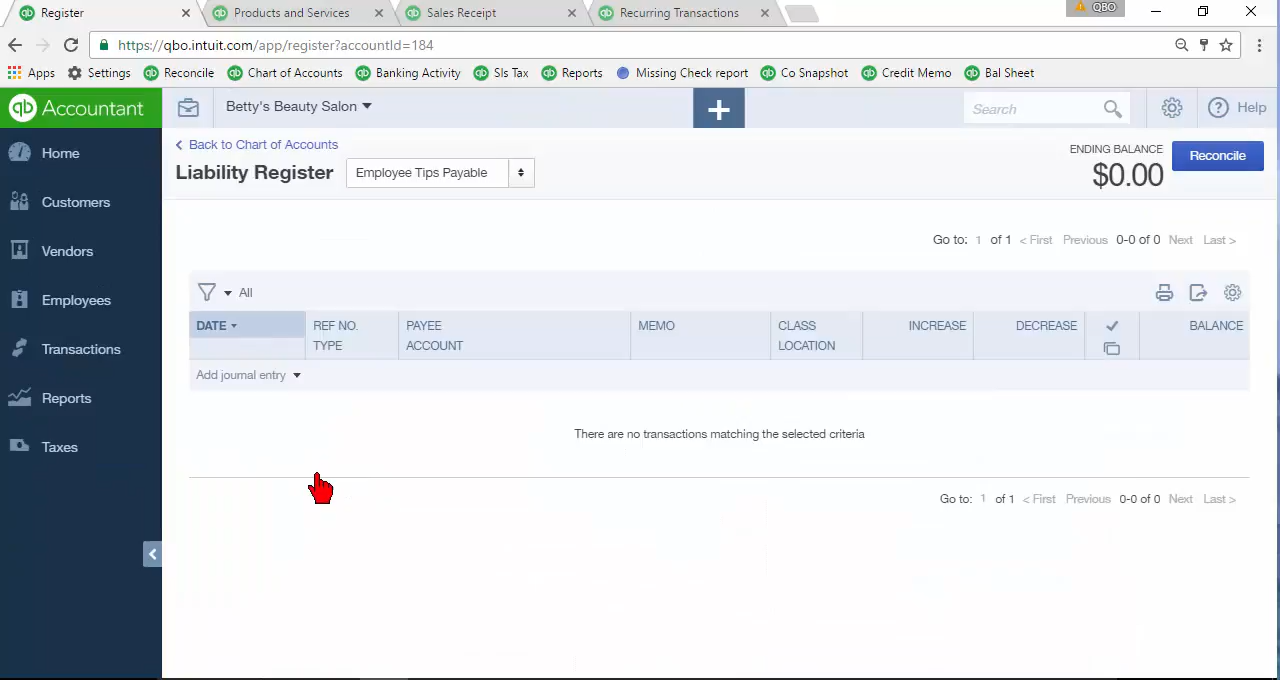 Register
Products and Services
Sales Receipt
Recurring Transactions
QBO
https://qbo.intuit.com/app/register?accountId=184
Apps Settings Reconcile Chart of Accounts Banking Activity Sls Tax Reports Missing Check report Co Snapshot Credit Memo Bal Sheet
qb Accountant
Betty's Beauty Salon
Search
Help
Home
Customers
Vendors
Employees
Transactions
Reports
Taxes
Back to Chart of Accounts
Liability Register
Employee Tips Payable
ENDING BALANCE
$0.00
Reconcile
Go to: 1 of 1 < First Previous 0-0 of 0 Next Last >
All
DATE REF NO. PAYEE MEMO CLASS INCREASE DECREASE BALANCE
TYPE ACCOUNT LOCATION
Add journal entry
There are no transactions matching the selected criteria
Go to: 1 of 1 < First Previous 0-0 of 0 Next Last >